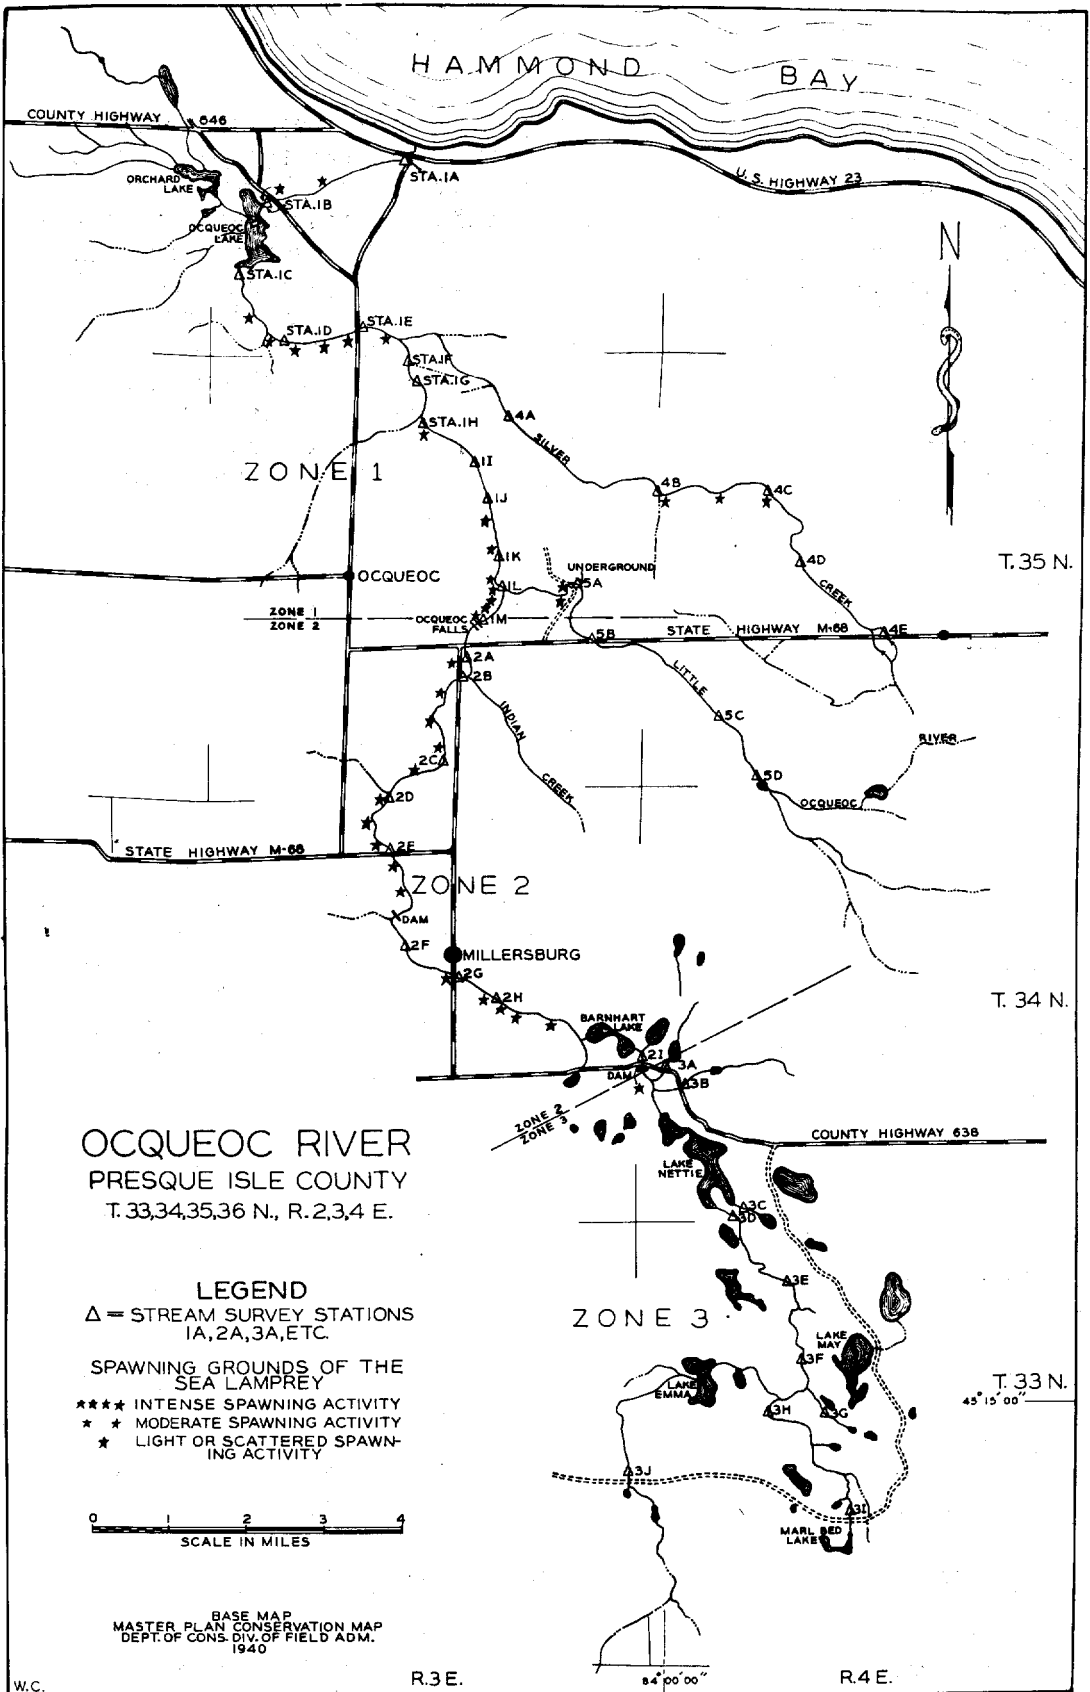 HAMMOND BAY
COUNTY HIGHWAY 646
STA.1A
U.S. HIGHWAY 23
ORCHARD
LAKE
STA.1B
OCQUEOC
LAKE
N
STA.1C
STA.1D
STA.1E
STA.1F
STA.1G
4A
STA.1H
SILVER
ZONE 1
1I
4B
4C
1J
1K
UNDERGROUND
4D
T. 35 N.
OCQUEOC
1L
5A
CREEK
ZONE 1
ZONE 2
OCQUEOC
FALLS
1M
5B
STATE HIGHWAY M-68
4E
2A
2B
LITTLE
INDIAN
5C
RIVER
2C
CREEK
5D
2D
OCQUEOC
STATE HIGHWAY M-68
2E
ZONE 2
DAM
2F
MILLERSBURG
2G
2H
T. 34 N.
BARNHART
LAKE
2I
3A
DAM
3B
ZONE 2
ZONE 3
COUNTY HIGHWAY 638
OCQUEOC RIVER
PRESQUE ISLE COUNTY
T. 33,34,35,36 N., R. 2,3,4 E.
LAKE
NETTIE
3C
3D
3E
LEGEND
△ = STREAM SURVEY STATIONS
1A, 2A, 3A, ETC.
ZONE 3
LAKE
MAY
3F
SPAWNING GROUNDS OF THE
SEA LAMPREY
★★★★ INTENSE SPAWNING ACTIVITY
★ ★ MODERATE SPAWNING ACTIVITY
★ LIGHT OR SCATTERED SPAWN-
ING ACTIVITY
LAKE
EMMA
T. 33 N.
45° 15' 00"
3H
3G
3J
3I
MARL BED
LAKE
0 1 2 3 4
SCALE IN MILES
BASE MAP
MASTER PLAN CONSERVATION MAP
DEPT. OF CONS. DIV. OF FIELD ADM.
1940
W.C.
R. 3 E.
84° 00' 00"
R. 4 E.